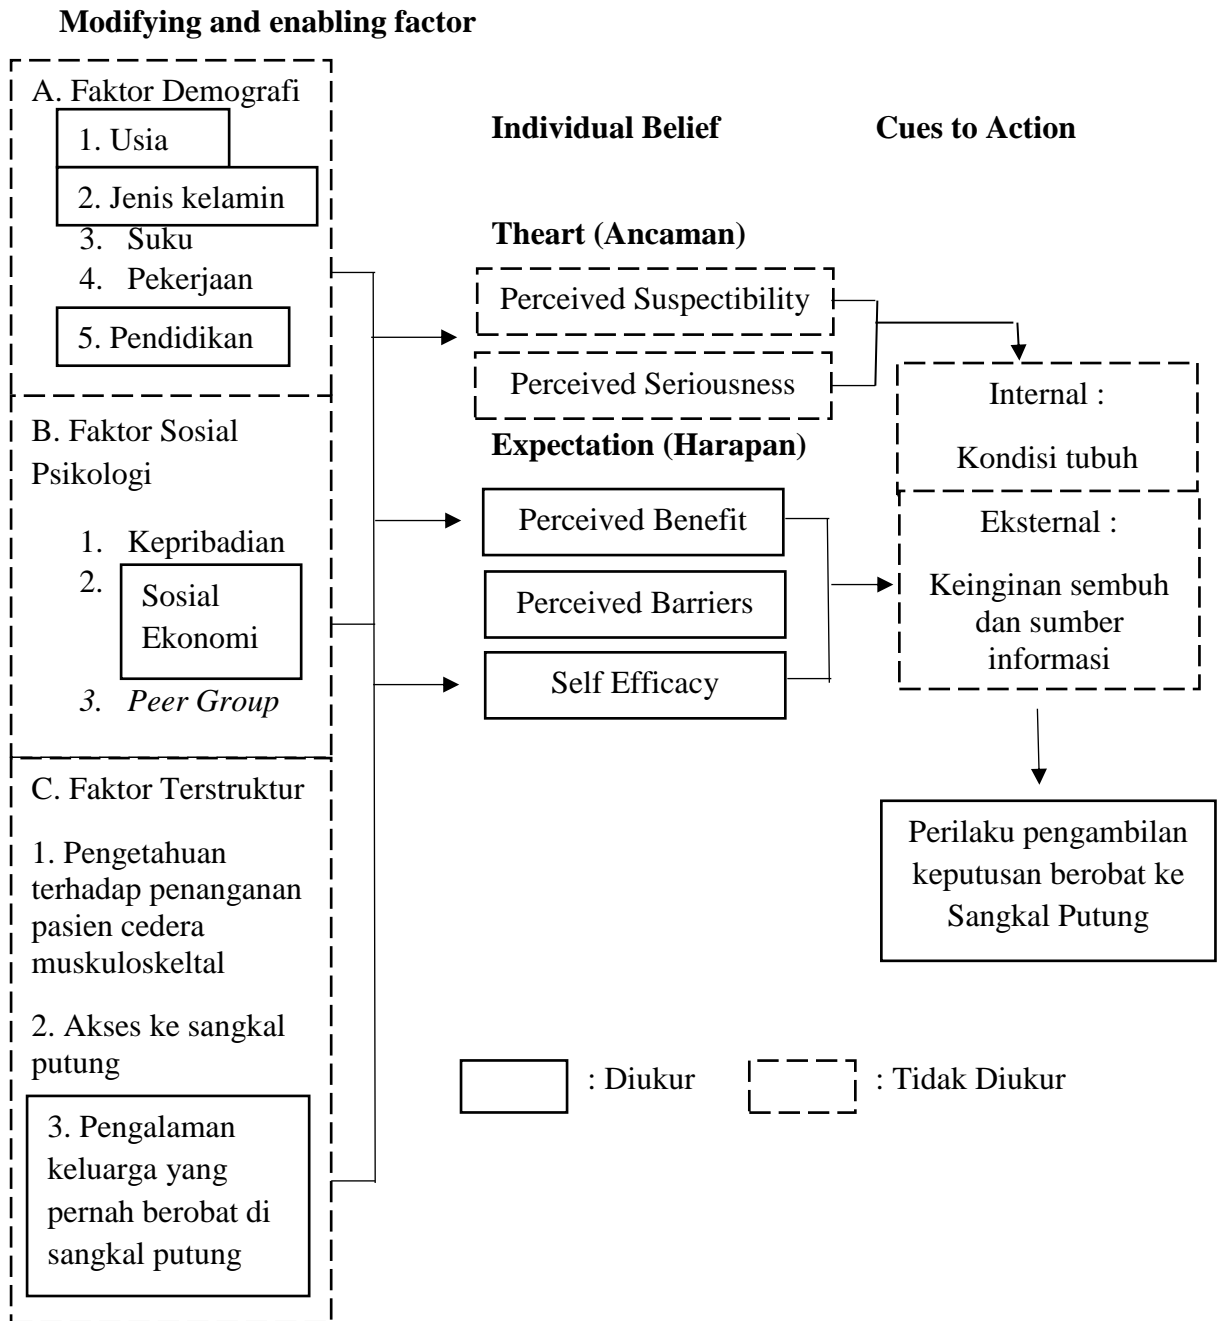 Modifying and enabling factor
A. Faktor Demografi
1. Usia
2. Jenis kelamin
3. Suku
4. Pekerjaan
5. Pendidikan
B. Faktor Sosial
Psikologi
1. Kepribadian
2. Sosial
Ekonomi
3. Peer Group
C. Faktor Terstruktur
1. Pengetahuan
terhadap penanganan
pasien cedera
muskuloskeltal
2. Akses ke sangkal
putung
3. Pengalaman
keluarga yang
pernah berobat di
sangkal putung
Individual Belief
Theart (Ancaman)
Perceived Suspectibility
Perceived Seriousness
Expectation (Harapan)
Perceived Benefit
Perceived Barriers
Self Efficacy
Cues to Action
Internal :
Kondisi tubuh
Eksternal :
Keinginan sembuh
dan sumber
informasi
Perilaku pengambilan
keputusan berobat ke
Sangkal Putung
: Diukur
: Tidak Diukur